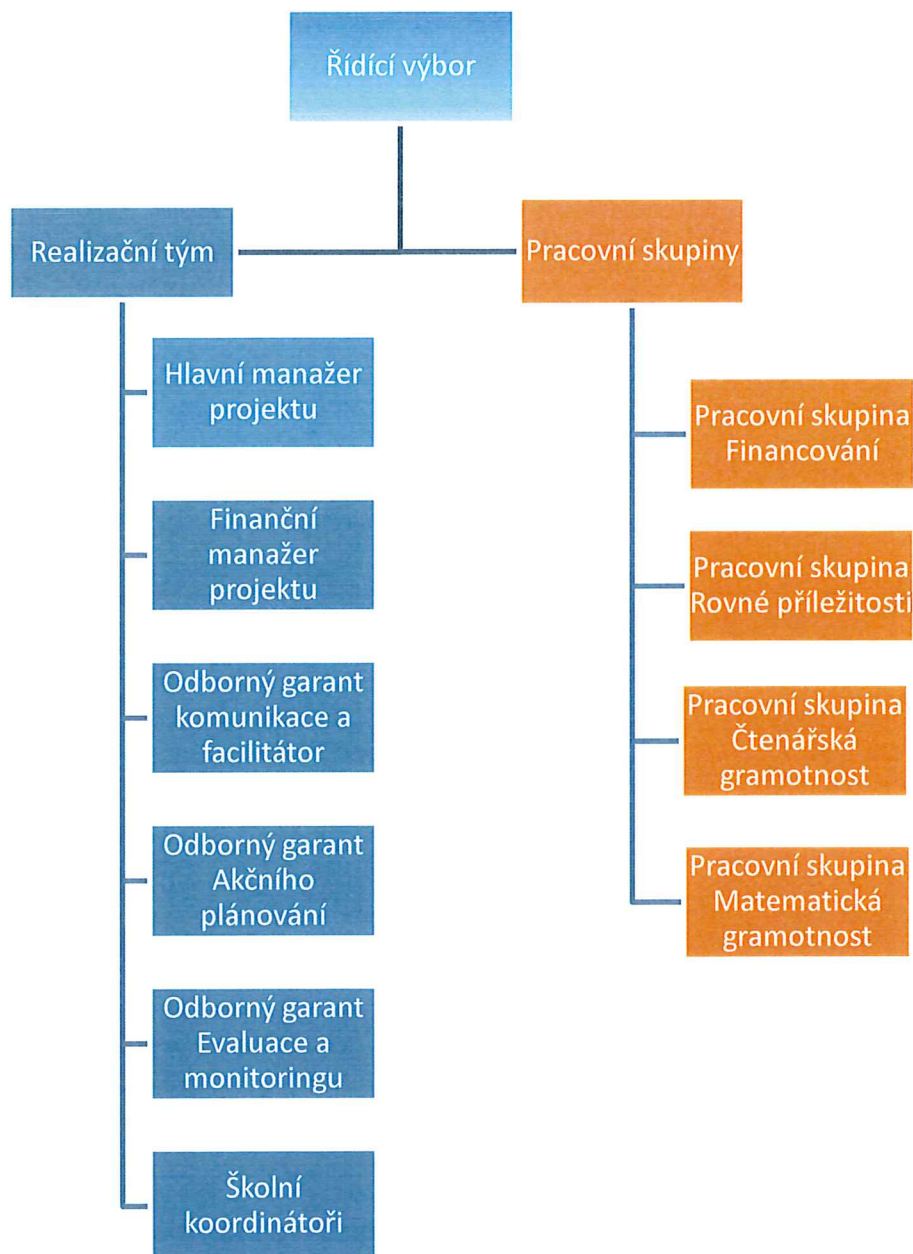 Řídící výbor
Realizační tým
Pracovní skupiny
Hlavní manažer
projektu
Finanční
manažer
projektu
Odborný garant
komunikace a
facilitátor
Odborný garant
Akčního
plánování
Odborný garant
Evaluace a
monitoringu
Školní
koordinátoři
Pracovní skupina
Financování
Pracovní skupina
Rovné příležitosti
Pracovní skupina
Čtenářská
gramotnost
Pracovní skupina
Matematická
gramotnost